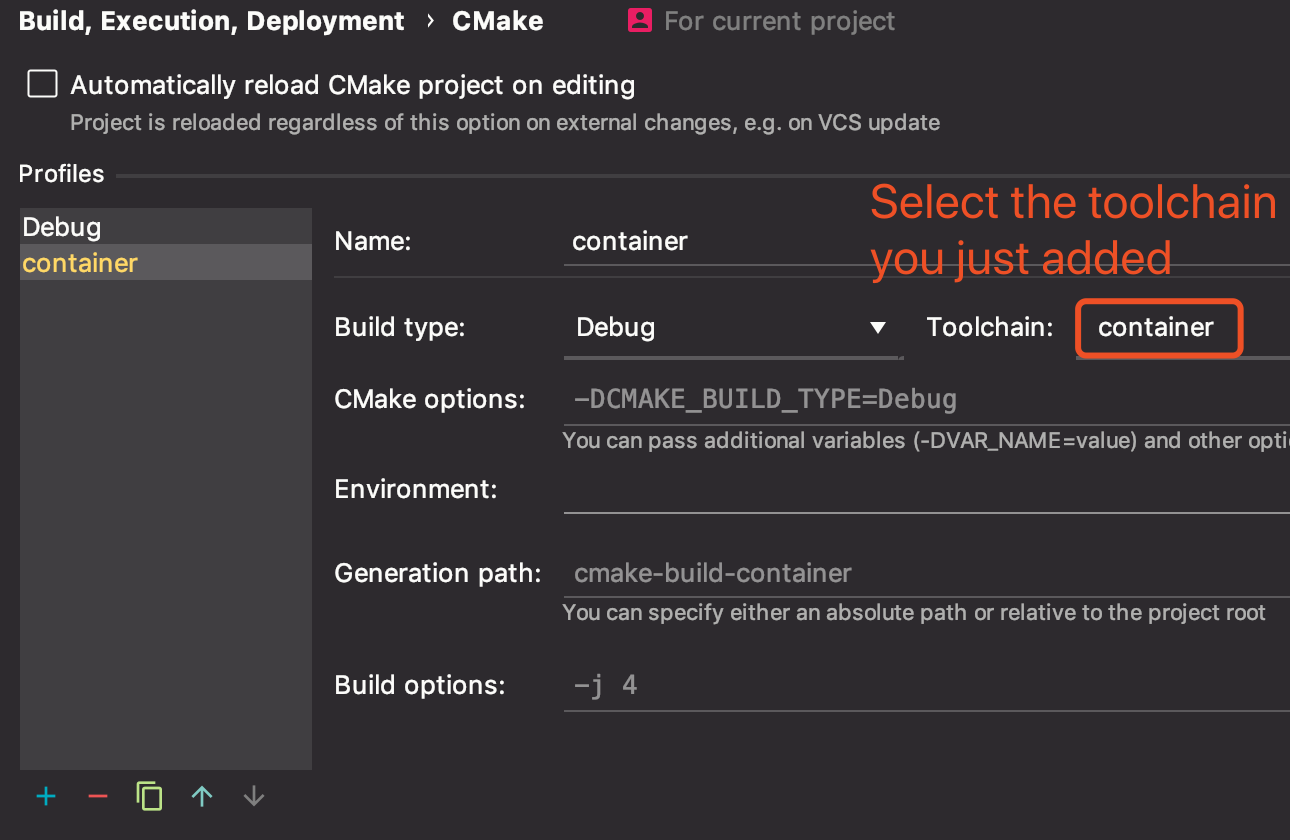 Build, Execution, Deployment › CMake For current project
Automatically reload CMake project on editing
Project is reloaded regardless of this option on external changes, e.g. on VCS update
Profiles
Select the toolchain
you just added
Debug
container
Name: container
Build type: Debug Toolchain: container
CMake options: -DCMAKE_BUILD_TYPE=Debug
You can pass additional variables (-DVAR_NAME=value) and other
Environment:
Generation path: cmake-build-container
You can specify either an absolute path or relative to the project root
Build options: -j 4